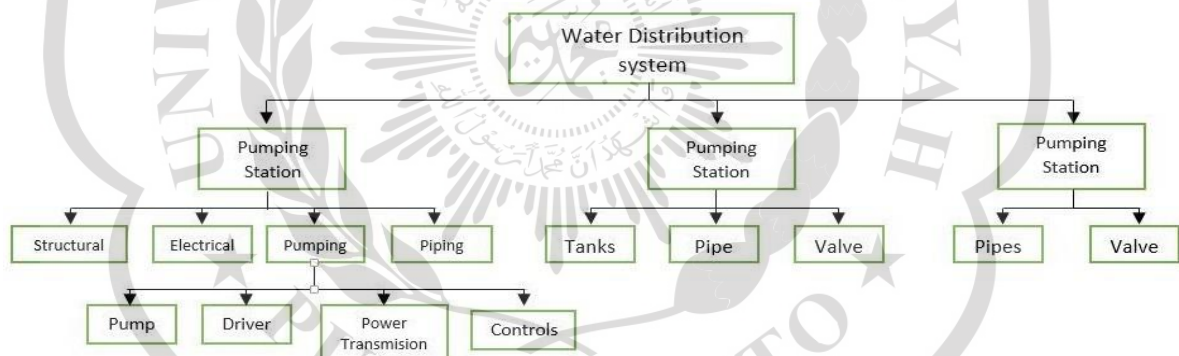 Water Distribution
system
Pumping
Station
Pumping
Station
Pumping
Station
Structural
Electrical
Pumping
Piping
Tanks
Pipe
Valve
Pipes
Valve
Pump
Driver
Power
Transmision
Controls
YAH